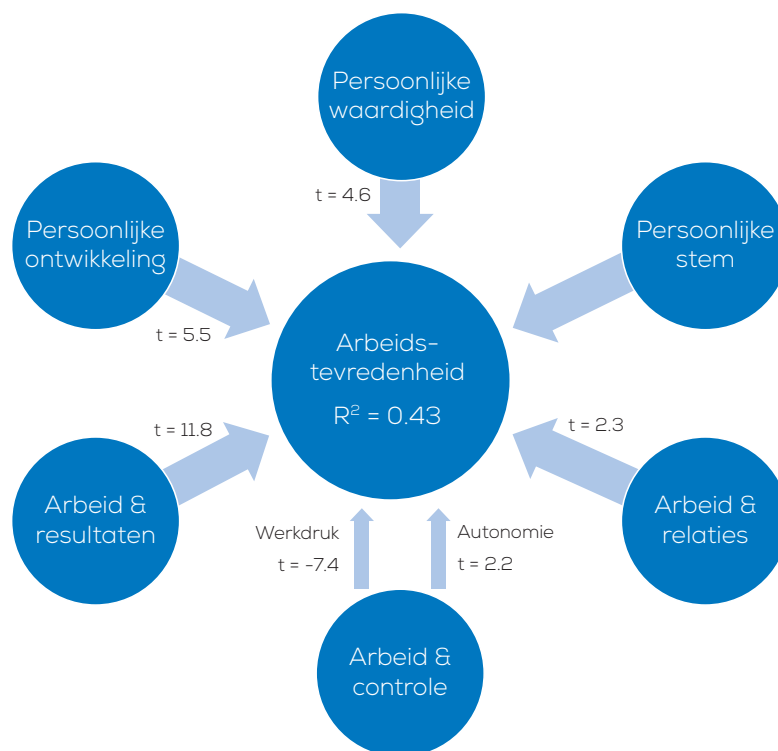 Persoonlijke
waardigheid
t = 4.6
Persoonlijke
ontwikkeling
t = 5.5
Persoonlijke
stem
Arbeids-
tevredenheid
R² = 0.43
t = 11.8
Arbeid &
resultaten
t = 2.3
Arbeid &
relaties
Werkdruk
t = -7.4
Autonomie
t = 2.2
Arbeid &
controle